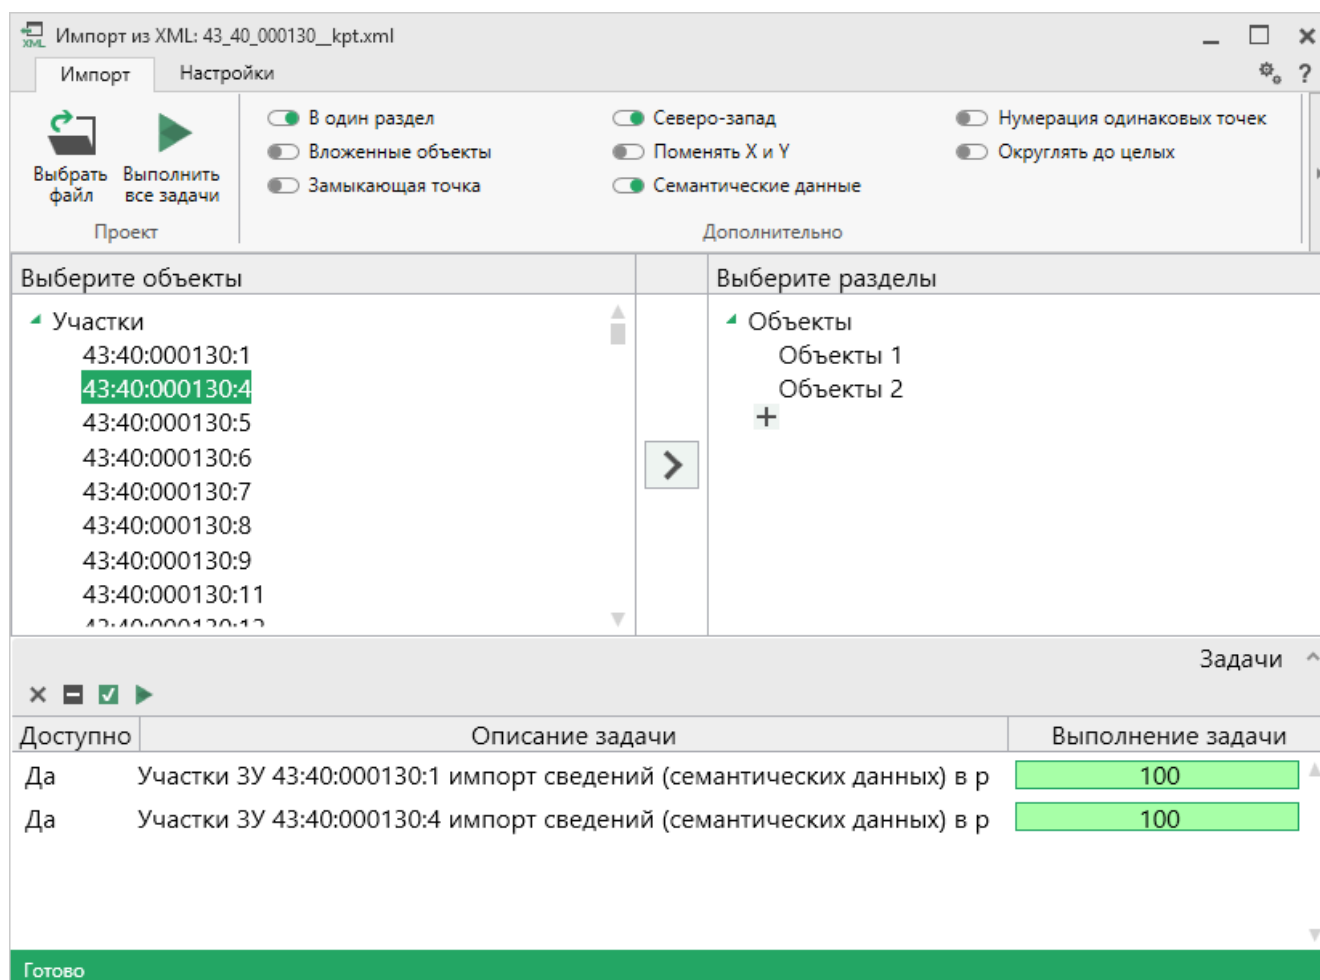 XML Импорт из XML: 43_40_000130__kpt.xml
Импорт Настройки ?
Выбрать файл
Выполнить все задачи
Проект
В один раздел
Вложенные объекты
Замыкающая точка
Северо-запад
Поменять X и Y
Семантические данные
Нумерация одинаковых точек
Округлять до целых
Дополнительно
Выберите объекты
Участки
43:40:000130:1
43:40:000130:4
43:40:000130:5
43:40:000130:6
43:40:000130:7
43:40:000130:8
43:40:000130:9
43:40:000130:11
43:40:000130:12
Выберите разделы
Объекты
Объекты 1
Объекты 2
Задачи
Доступно Описание задачи Выполнение задачи
Да Участки ЗУ 43:40:000130:1 импорт сведений (семантических данных) в р 100
Да Участки ЗУ 43:40:000130:4 импорт сведений (семантических данных) в р 100
Готово